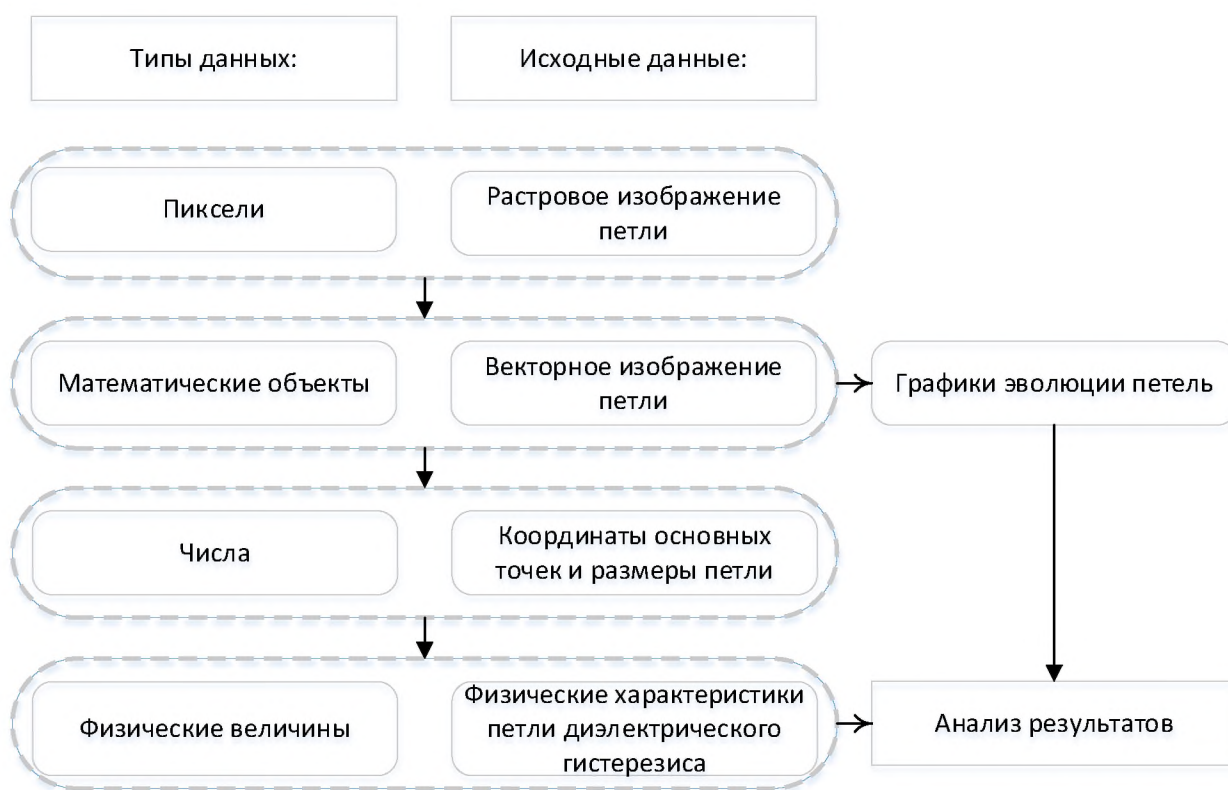 Типы данных:
Исходные данные:
Пиксели
Растровое изображение
петли
Математические объекты
Векторное изображение
петли
Графики эволюции петель
Числа
Координаты основных
точек и размеры петли
Физические величины
Физические характеристики
петли диэлектрического
гистерезиса
Анализ результатов